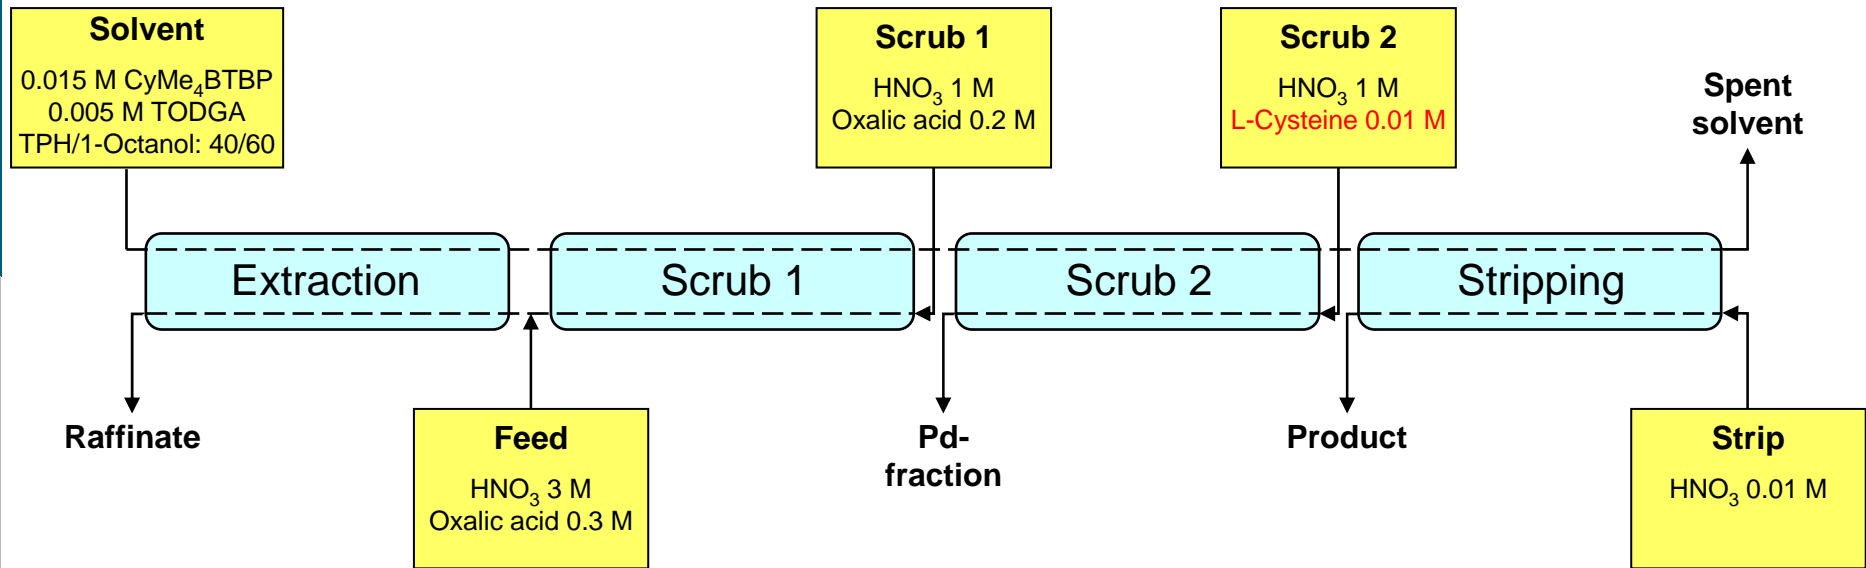 Solvent
0.015 M CyMe₄BTBP
0.005 M TODGA
TPH/1-Octanol: 40/60
Scrub 1
HNO₃ 1 M
Oxalic acid 0.2 M
Scrub 2
HNO₃ 1 M
L-Cysteine 0.01 M
Spent
solvent
Extraction
Scrub 1
Scrub 2
Stripping
Raffinate
Feed
HNO₃ 3 M
Oxalic acid 0.3 M
Pd-
fraction
Product
Strip
HNO₃ 0.01 M